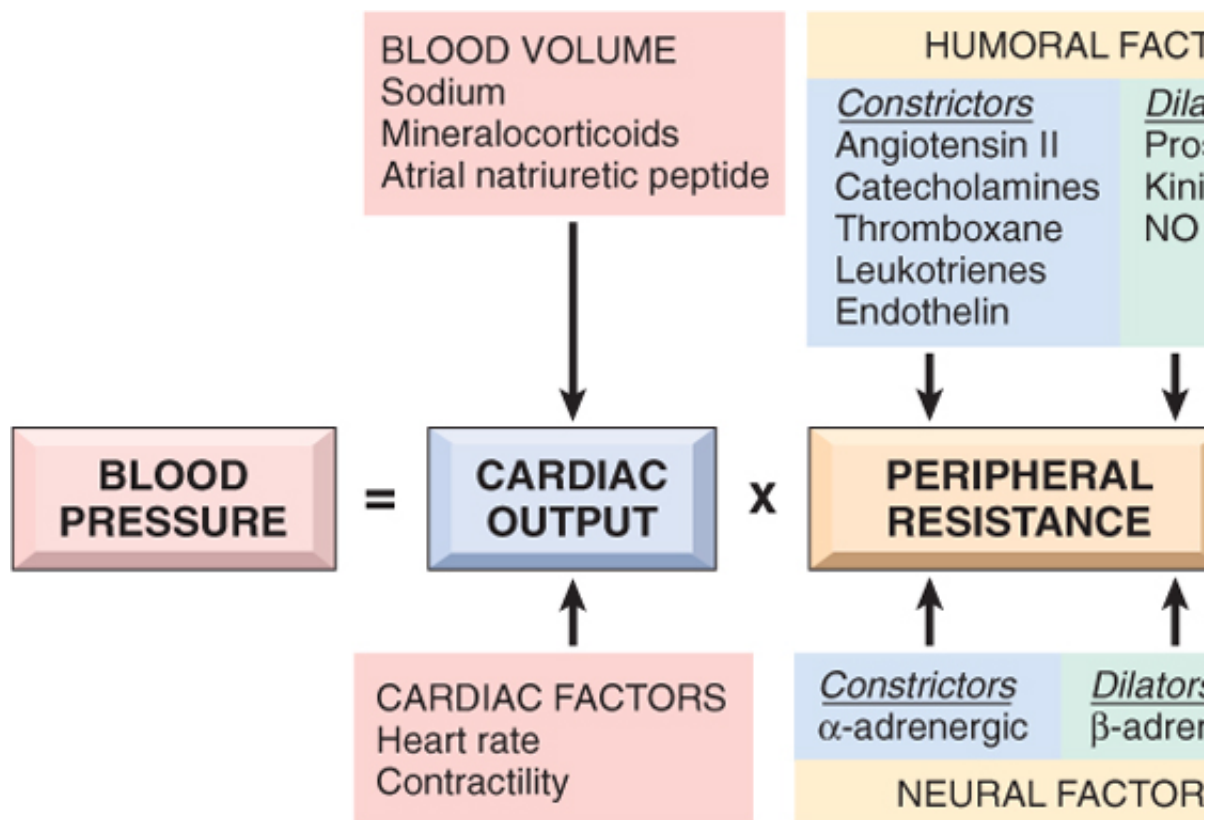 BLOOD VOLUME
Sodium
Mineralocorticoids
Atrial natriuretic peptide
HUMORAL FACT
Constrictors
Angiotensin II
Catecholamines
Thromboxane
Leukotrienes
Endothelin
Dila
Pros
Kini
NO
BLOOD
PRESSURE
=
CARDIAC
OUTPUT
x
PERIPHERAL
RESISTANCE
CARDIAC FACTORS
Heart rate
Contractility
Constrictors
α-adrenergic
Dilators
β-adren
NEURAL FACTOR